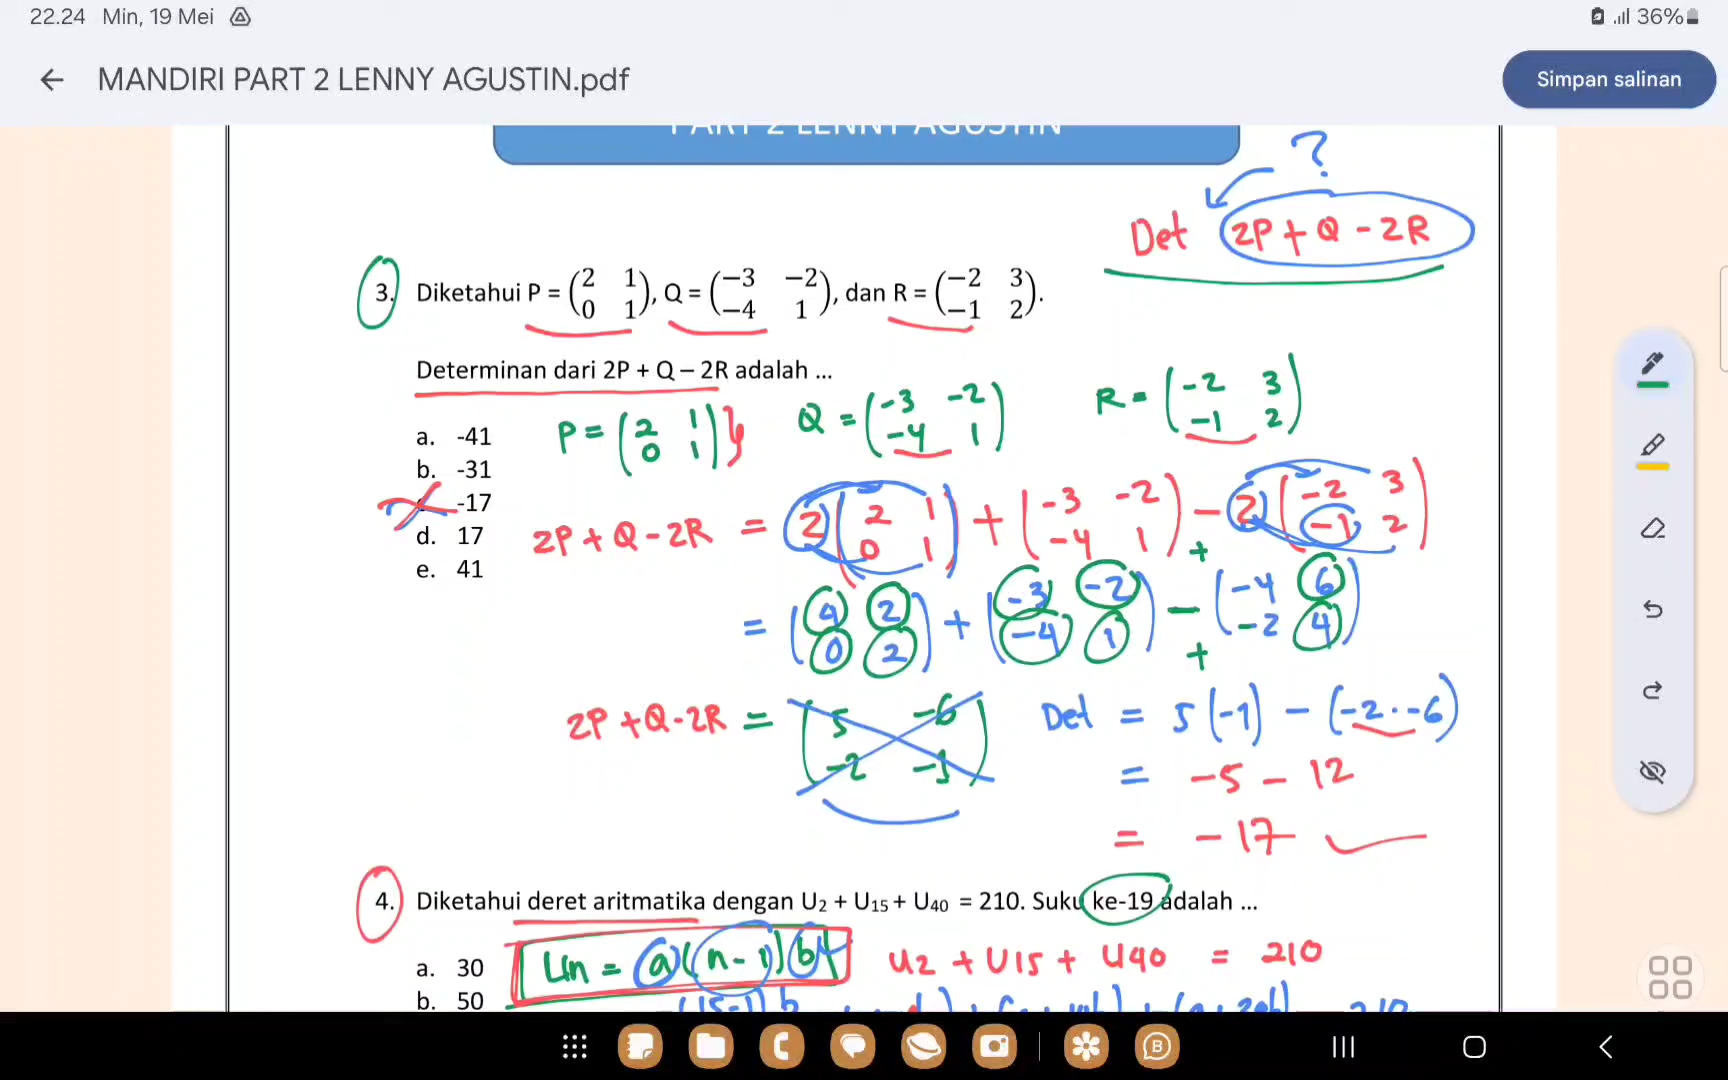 22.24 Min, 19 Mei
36%
MANDIRI PART 2 LENNY AGUSTIN.pdf
Simpan salinan
PART 2 LENNY AGUSTIN
?
Det 2P + Q - 2R
3. Diketahui P = (2 1 0 1), Q = (−3 −2 −4 1), dan R = (−2 3 −1 2).
Determinan dari 2P + Q – 2R adalah ...
a. -41
b. -31
-17
d. 17
e. 41
P = (2 1 0 1) Q = (-3 -2 -4 1) R = (-2 3 -1 2)
2P + Q - 2R = 2 (2 1 0 1) + (-3 -2 -4 1) - 2 (-2 3 -1 2)
= (4 2 0 2) + (-3 -2 -4 1) - (-4 6 -2 4)
+
+
2P + Q - 2R = (5 -6 -2 -1) Det = 5 (-1) - (-2 . -6)
= -5 - 12
= -17
4. Diketahui deret aritmatika dengan U2 + U15 + U40 = 210. Suku ke-19 adalah ...
a. 30
b. 50
Un = a (n-1) b
U2 + U15 + U40 = 210
(15-1) b